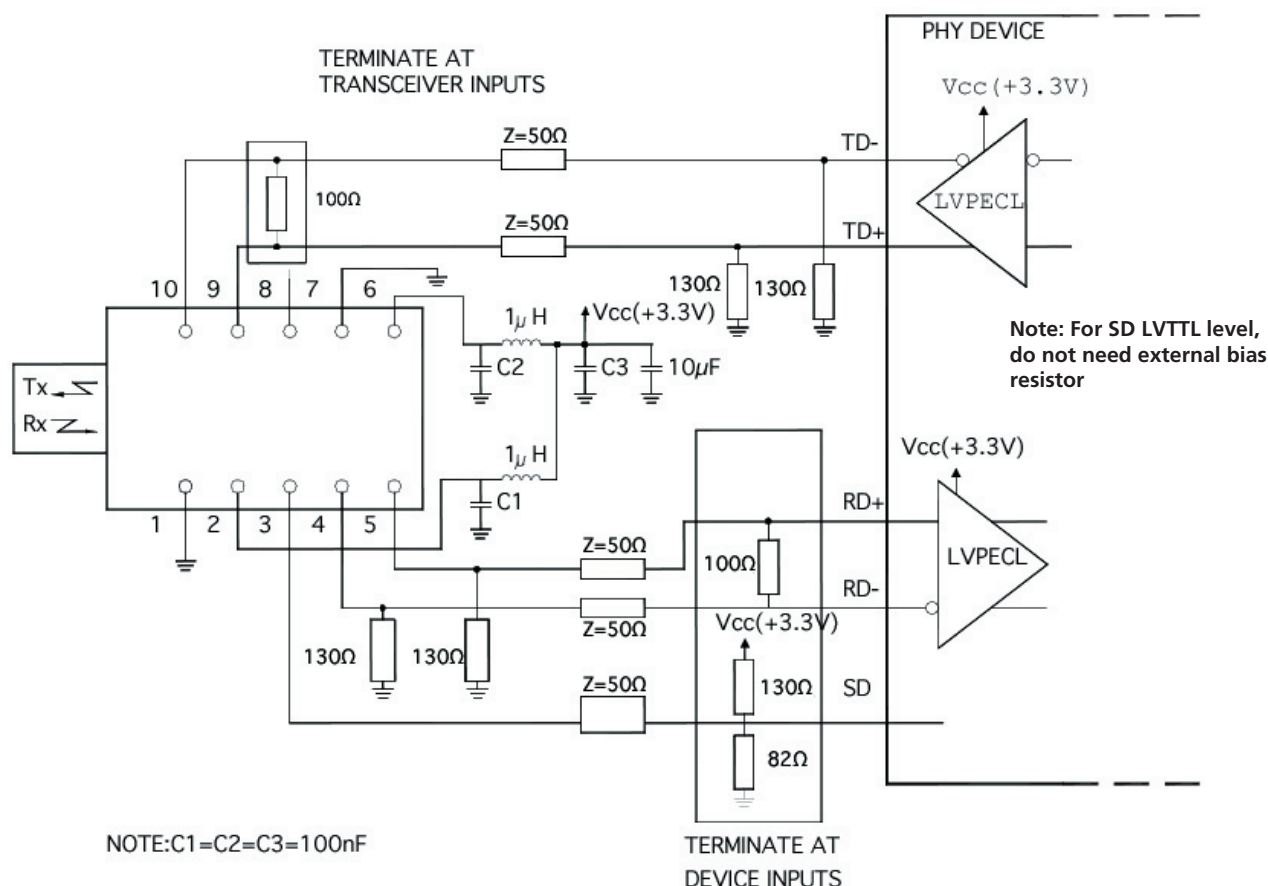 PHY DEVICE
TERMINATE AT
TRANSCEIVER INPUTS
Vcc(+3.3V)
Z=50Ω
TD-
100Ω
LVPECL
Z=50Ω
TD+
130Ω
130Ω
10
9
8
7
6
1μH
Vcc(+3.3V)
Note: For SD LVTTL level,
do not need external bias
resistor
C2
C3
10μF
Tx
Rx
Vcc(+3.3V)
1μH
C1
RD+
1
2
3
4
5
Z=50Ω
100Ω
LVPECL
RD-
Z=50Ω
Vcc(+3.3V)
130Ω
130Ω
Z=50Ω
130Ω
SD
82Ω
NOTE:C1=C2=C3=100nF
TERMINATE AT
DEVICE INPUTS